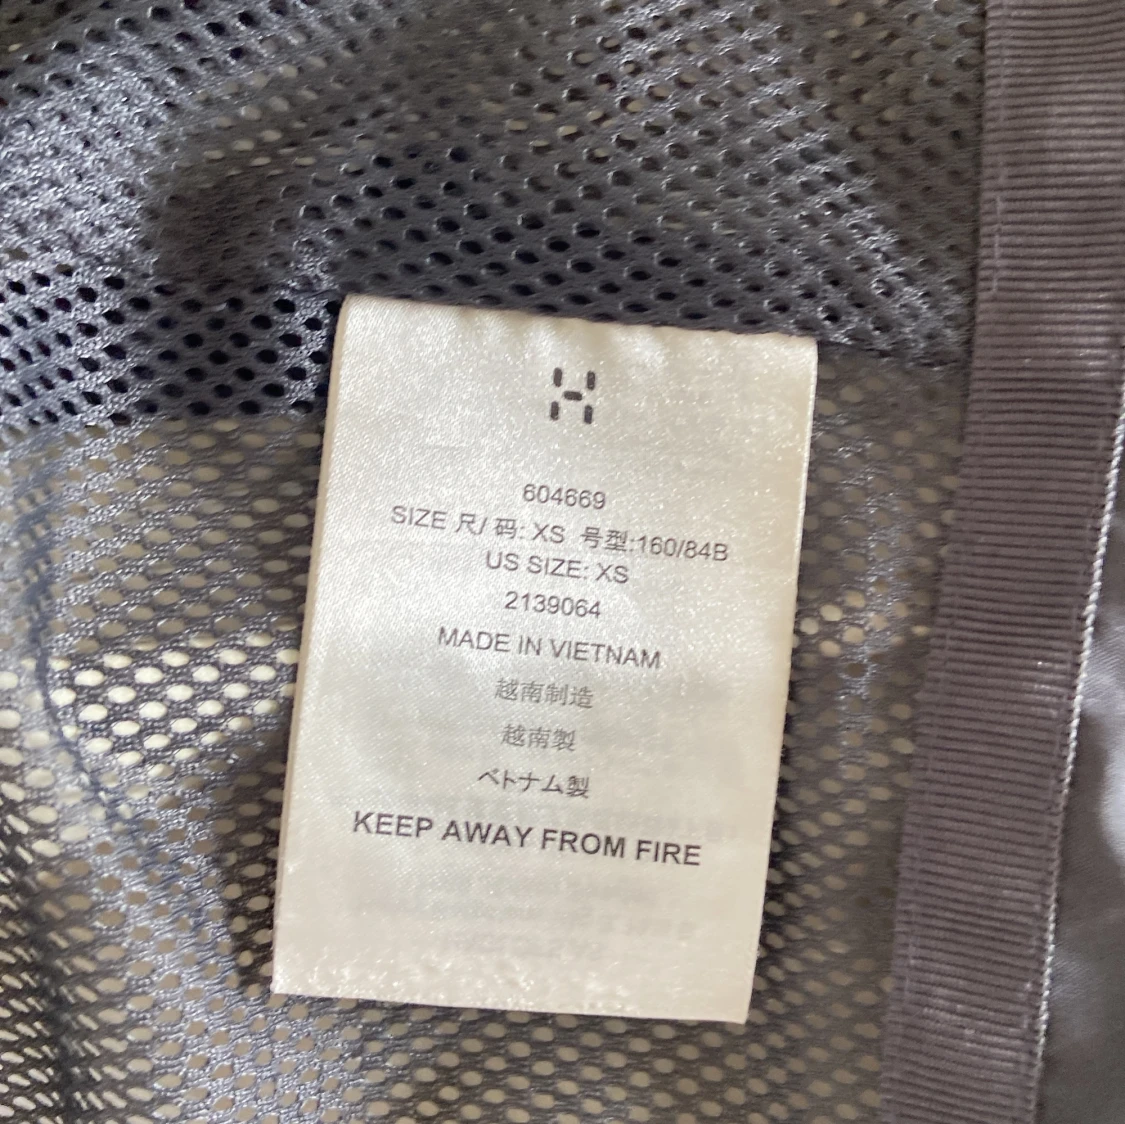 604669
SIZE 尺/ 码: XS 号型:160/84B
US SIZE: XS
2139064
MADE IN VIETNAM
越南制造
越南製
ベトナム製
KEEP AWAY FROM FIRE